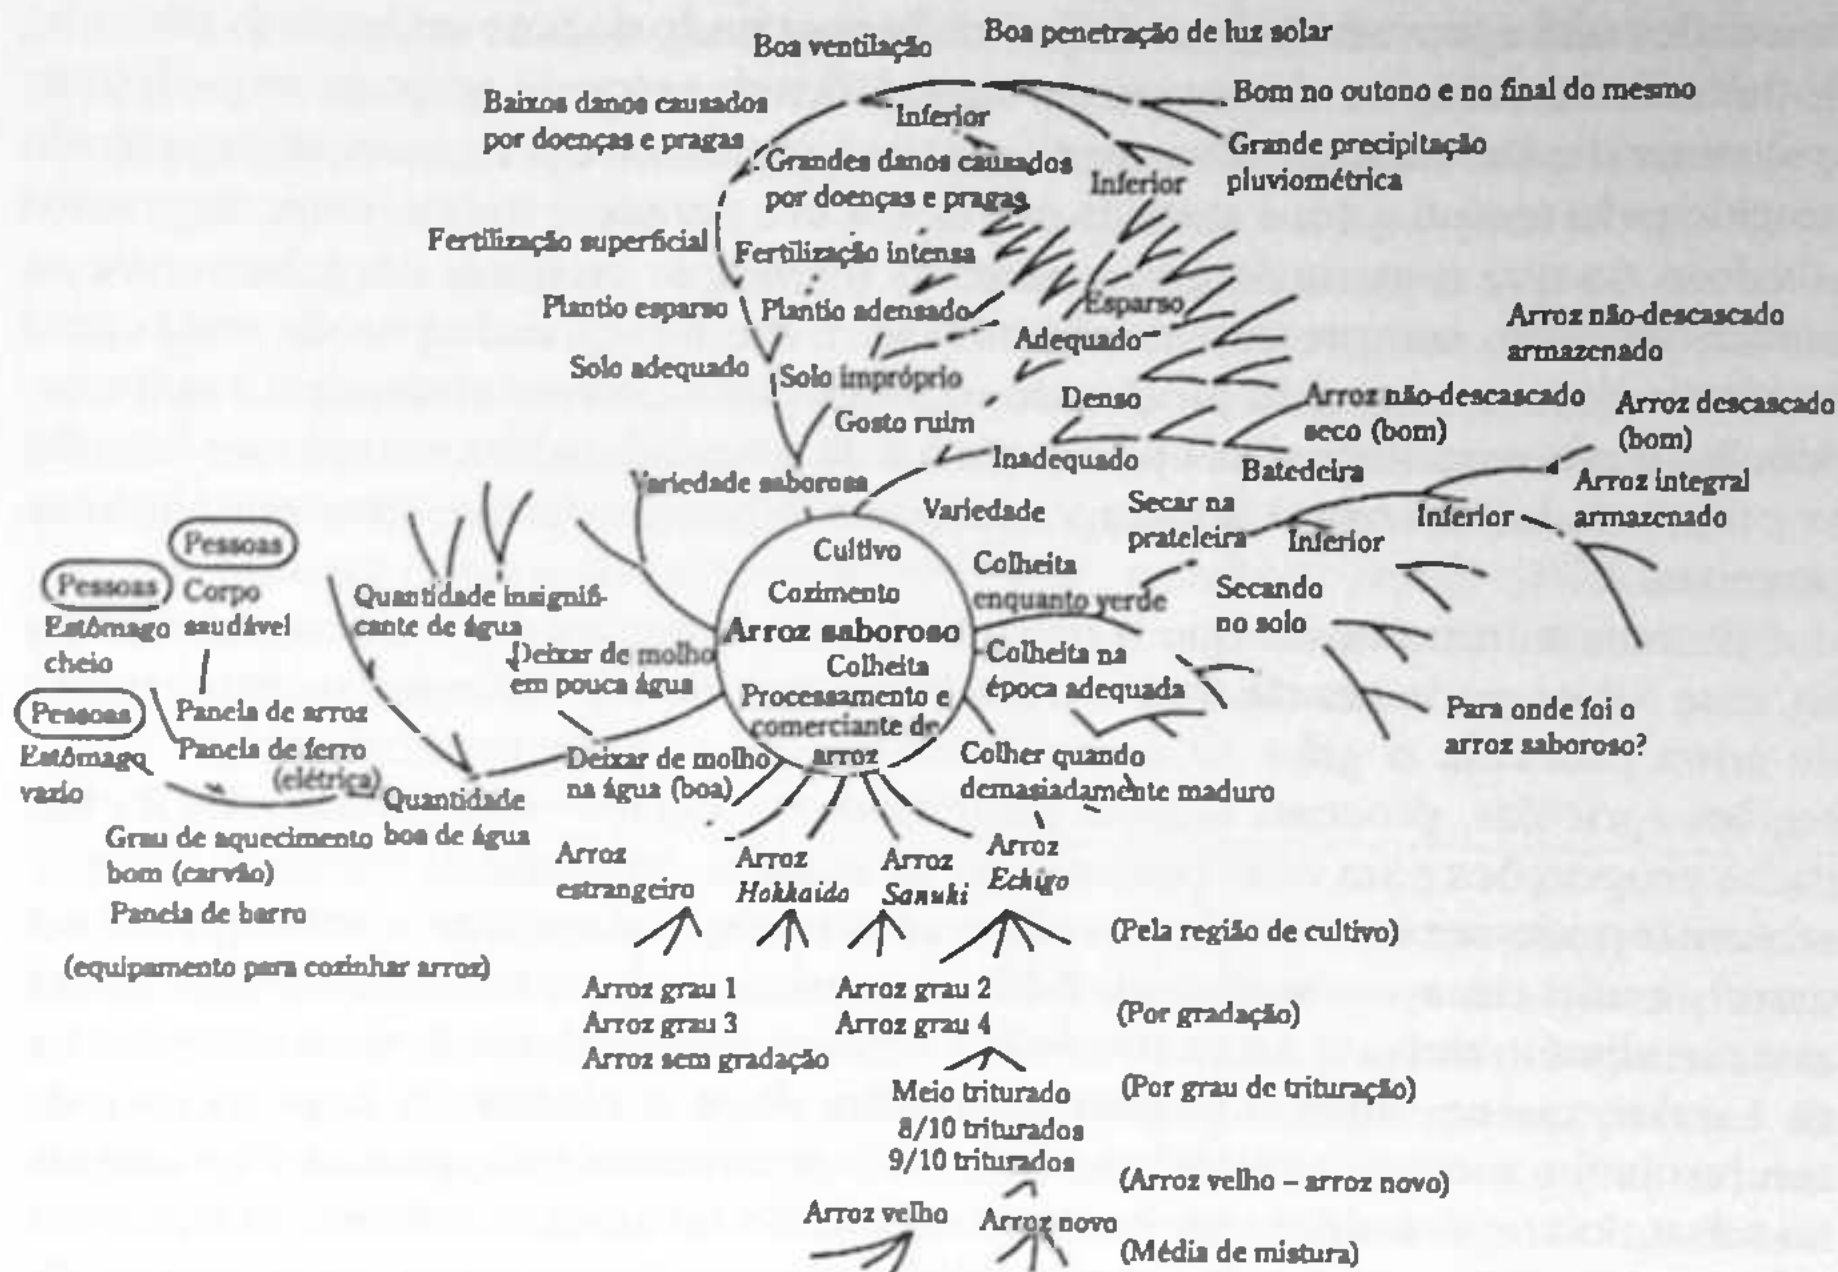 Boa ventilação
Boa penetração de luz solar
Baixos danos causados
por doenças e pragas
Inferior
Bom no outono e no final do mesmo
Grande precipitação
pluviométrica
Grandes danos causados
por doenças e pragas
Inferior
Fertilização superficial
Fertilização intensa
Plantio esparso
Plantio adensado
Esparso
Adequado
Solo adequado
Solo impróprio
Denso
Gosto ruim
Inadequado
Arroz não-descascado
armazenado
Arroz não-descascado
seco (bom)
Arroz descascado
(bom)
Batedeira
Arroz integral
armazenado
Variedade saborosa
Variedade
Secar na
prateleira
Inferior
Inferior
Cultivo
Cozimento
Arroz saboroso
Colheita
Processamento e
comerciante de
arroz
Colheita
enquanto verde
Secando
no solo
Colheita na
época adequada
Para onde foi o
arroz saboroso?
Colher quando
demasiadamente maduro
Pessoas
Pessoas
Corpo
saudável
Estômago
cheio
Pessoas
Estômago
vazio
Quantidade insignifi-
cante de água
Deixar de molho
em pouca água
Panela de arroz
Panela de ferro
(elétrica)
Deixar de molho
na água (boa)
Quantidade
boa de água
Grau de aquecimento
bom (carvão)
Panela de barro
(equipamento para cozinhar arroz)
Arroz
estrangeiro
Arroz
Hokkaido
Arroz
Sanuki
Arroz
Echigo
(Pela região de cultivo)
Arroz grau 1
Arroz grau 2
Arroz grau 3
Arroz grau 4
Arroz sem gradação
(Por gradação)
Meio triturado
8/10 triturados
9/10 triturados
(Por grau de trituração)
(Arroz velho – arroz novo)
Arroz velho
Arroz novo
(Média de mistura)